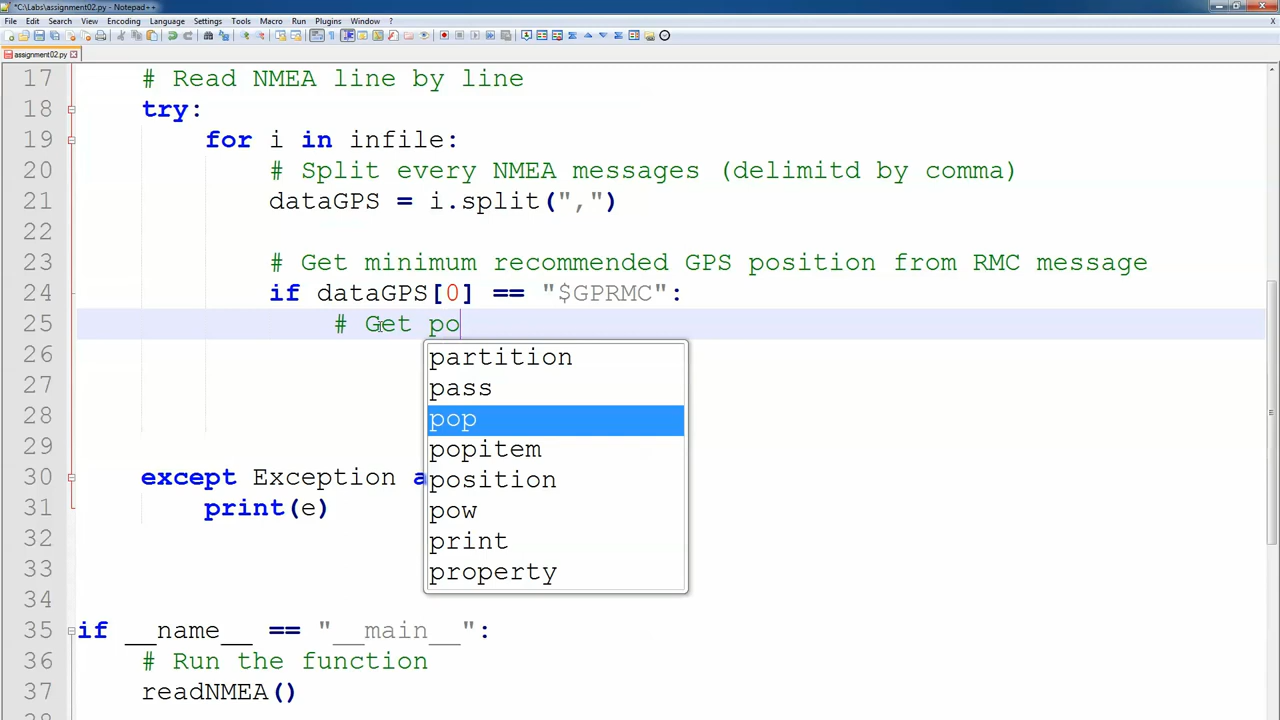 *C:\Labs\assignment02.py - Notepad++
File Edit Search View Encoding Language Settings Tools Macro Run Plugins Window ?
X
assignment02.py
17 # Read NMEA line by line
18 try:
19 for i in infile:
20 # Split every NMEA messages (delimitd by comma)
21 dataGPS = i.split(",")
22
23 # Get minimum recommended GPS position from RMC message
24 if dataGPS[0] == "$GPRMC":
25 # Get po
26
27
28
29
30 except Exception a
31 print(e)
32
33
34
35 if __name__ == "__main__":
36 # Run the function
37 readNMEA()
38
partition
pass
pop
popitem
position
pow
print
property